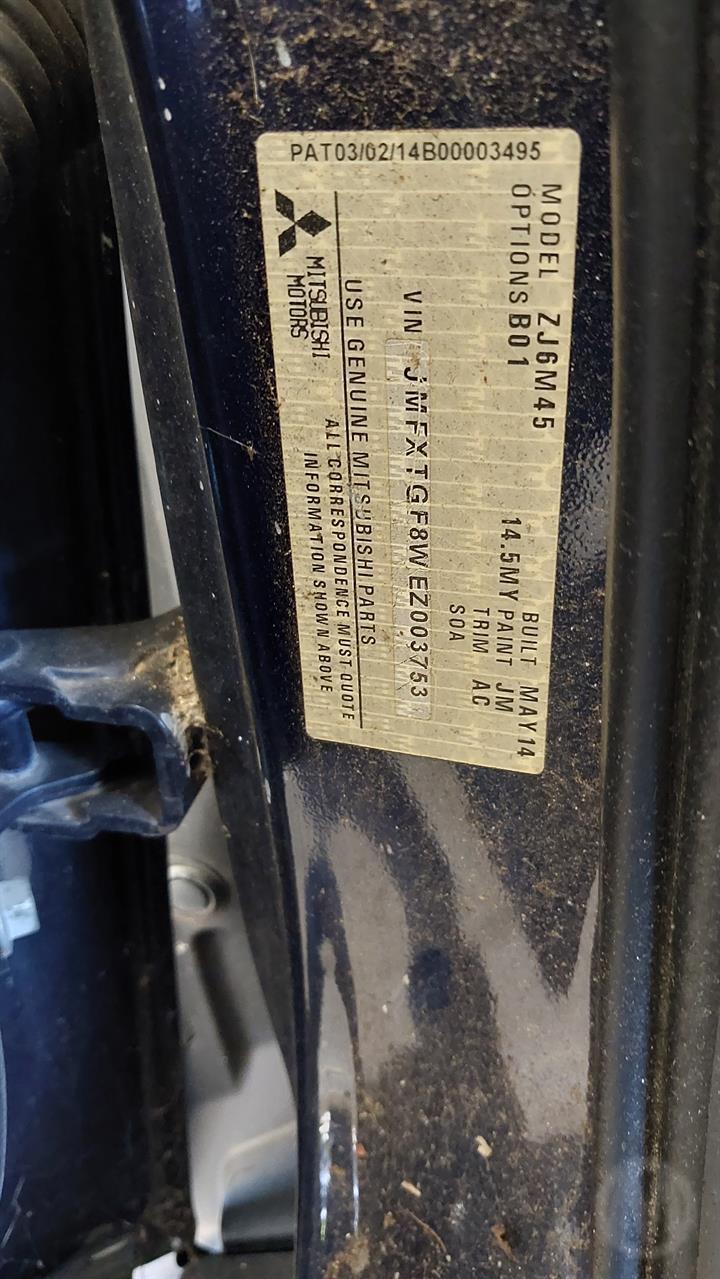 PAT03/02/14B00003495
MODEL ZJ6M45
OPTIONS B01
BUILT MAY14
14.5MY PAINT JM
TRIM AC
SOA
VIN JMFXTGF8WEZ003753
USE GENUINE MITSUBISHI PARTS
MITSUBISHI
MOTORS
ALL CORRESPONDENCE MUST QUOTE
INFORMATION SHOWN ABOVE